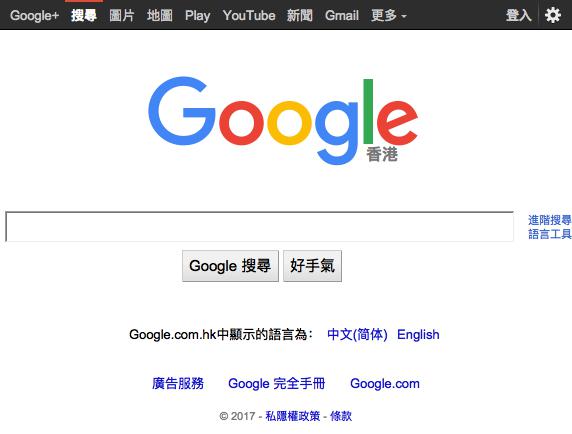 Google+ 搜尋 圖片 地圖 Play YouTube 新聞 Gmail 更多 登入
Google
香港
進階搜尋
語言工具
Google 搜尋 好手氣
Google.com.hk中顯示的語言為： 中文(简体) English
廣告服務 Google 完全手冊 Google.com
© 2017 - 私隱權政策 - 條款